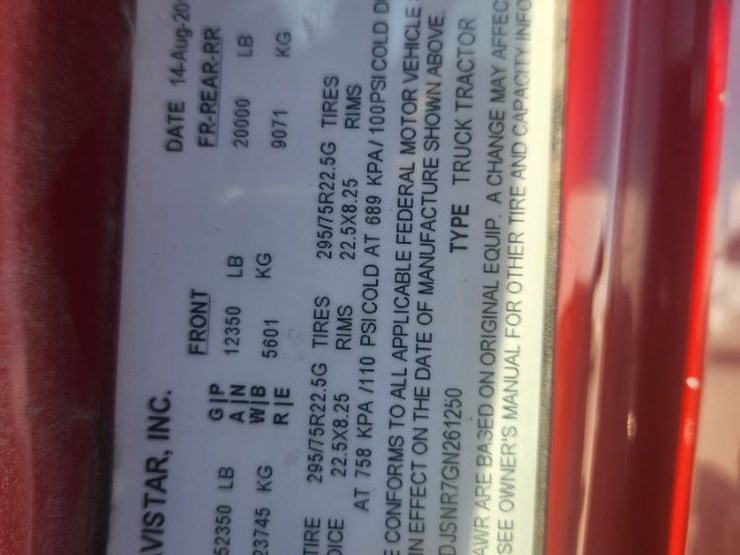 AVISTAR, INC. DATE 14-Aug-20
FRONT FR-REAR-RR
52350 LB G|P 12350 LB 20000 LB
A|N
23745 KG W|B 5601 KG 9071 KG
R|E
TIRE 295/75R22.5G TIRES 295/75R22.5G TIRES
OICE 22.5X8.25 RIMS 22.5X8.25 RIMS
AT 758 KPA /110 PSI COLD AT 689 KPA/ 100PSI COLD D
E CONFORMS TO ALL APPLICABLE FEDERAL MOTOR VEHICLE S
IN EFFECT ON THE DATE OF MANUFACTURE SHOWN ABOVE.
DJSNR7GN261250 TYPE TRUCK TRACTOR
AWR ARE BASED ON ORIGINAL EQUIP. A CHANGE MAY AFFEC
SEE OWNER'S MANUAL FOR OTHER TIRE AND CAPACITY INFO